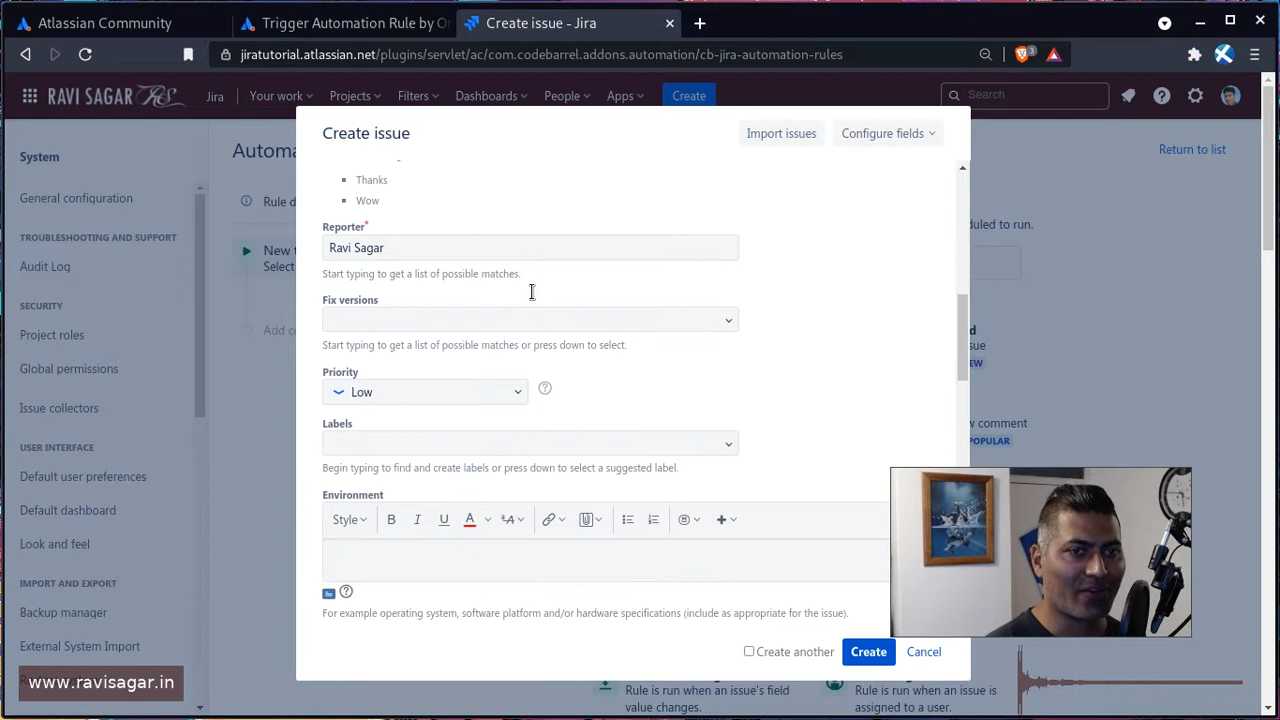 Atlassian Community
Trigger Automation Rule by Or
Create issue - Jira
jiratutorial.atlassian.net/plugins/servlet/ac/com.codebarrel.addons.automation/cb-jira-automation-rules
3
RAVI SAGAR RS
Jira
Your work
Projects
Filters
Dashboards
People
Apps
Create
Search
System
General configuration
TROUBLESHOOTING AND SUPPORT
Audit Log
SECURITY
Project roles
Global permissions
Issue collectors
USER INTERFACE
Default user preferences
Default dashboard
Look and feel
IMPORT AND EXPORT
Backup manager
External System Import
www.ravisagar.in
Automa
Return to list
Rule d
New t
Select
Add co
Create issue
Import issues
Configure fields
Thanks
Wow
Reporter*
Ravi Sagar
Start typing to get a list of possible matches.
Fix versions
Start typing to get a list of possible matches or press down to select.
Priority
Low
Labels
Begin typing to find and create labels or press down to select a suggested label.
Environment
Style
B I U A
For example operating system, software platform and/or hardware specifications (include as appropriate for the issue).
Create another
Create
Cancel
eduled to run.
d
sue
EW
w comment
OPULAR
Rule is run when an issue's field
value changes.
Rule is run when an issue is
assigned to a user.